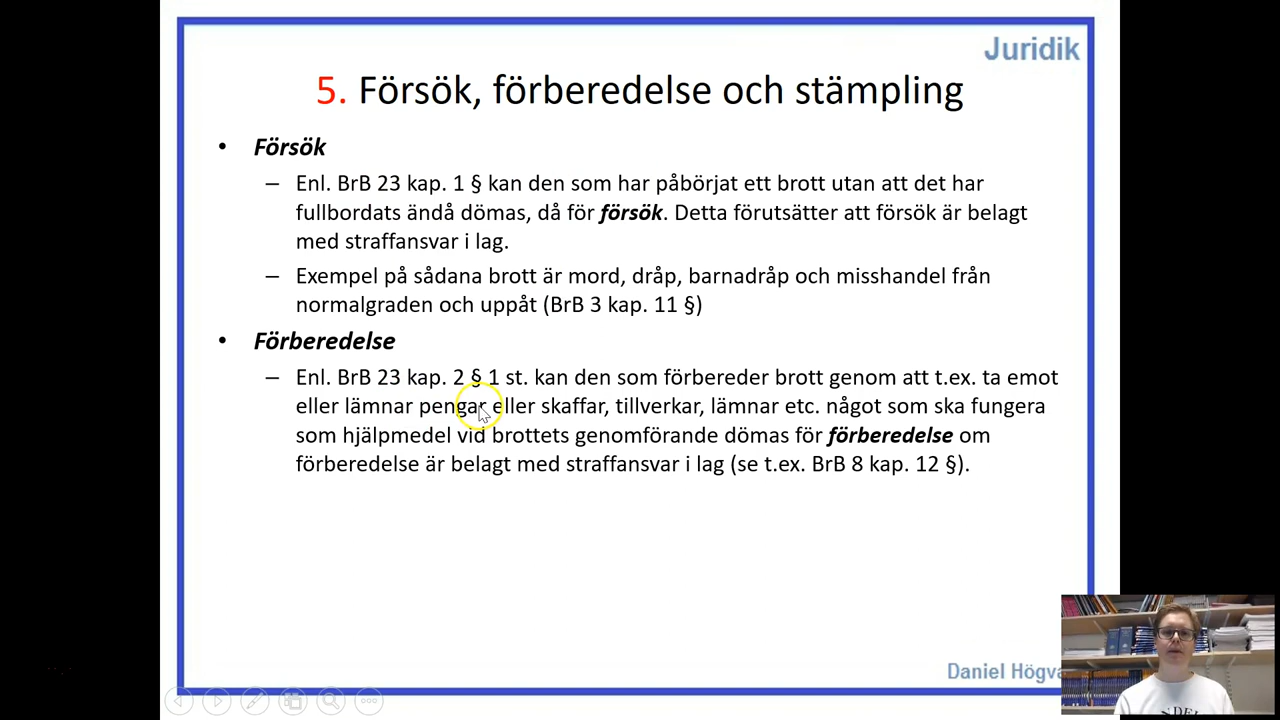 Juridik
5. Försök, förberedelse och stämpling
• Försök
– Enl. BrB 23 kap. 1 § kan den som har påbörjat ett brott utan att det har
fullbordats ändå dömas, då för försök. Detta förutsätter att försök är belagt
med straffansvar i lag.
– Exempel på sådana brott är mord, dråp, barnadråp och misshandel från
normalgraden och uppåt (BrB 3 kap. 11 §)
• Förberedelse
– Enl. BrB 23 kap. 2 § 1 st. kan den som förbereder brott genom att t.ex. ta emot
eller lämnar pengar eller skaffar, tillverkar, lämnar etc. något som ska fungera
som hjälpmedel vid brottets genomförande dömas för förberedelse om
förberedelse är belagt med straffansvar i lag (se t.ex. BrB 8 kap. 12 §).
Daniel Högva